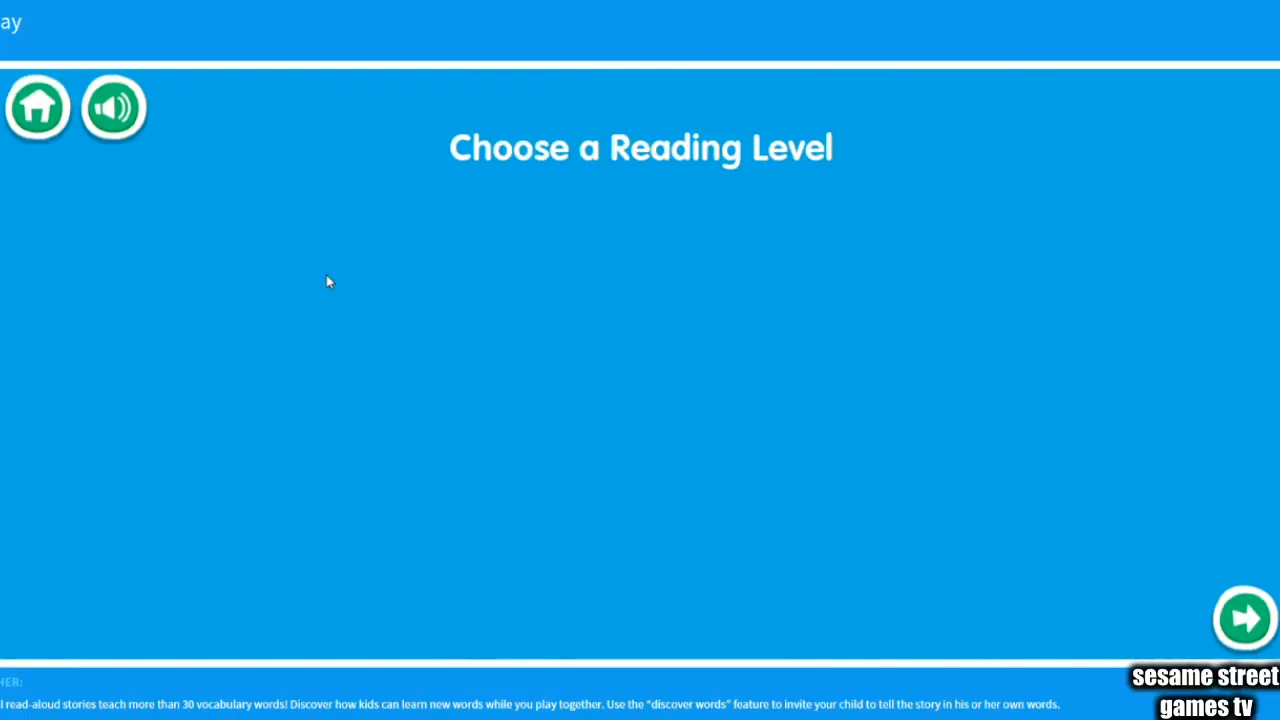 ay
Choose a Reading Level
HER:
read-aloud stories teach more than 30 vocabulary words! Discover how kids can learn new words while you play together. Use the "discover words" feature to invite your child to tell the story in his or her own words.
sesame street
games tv